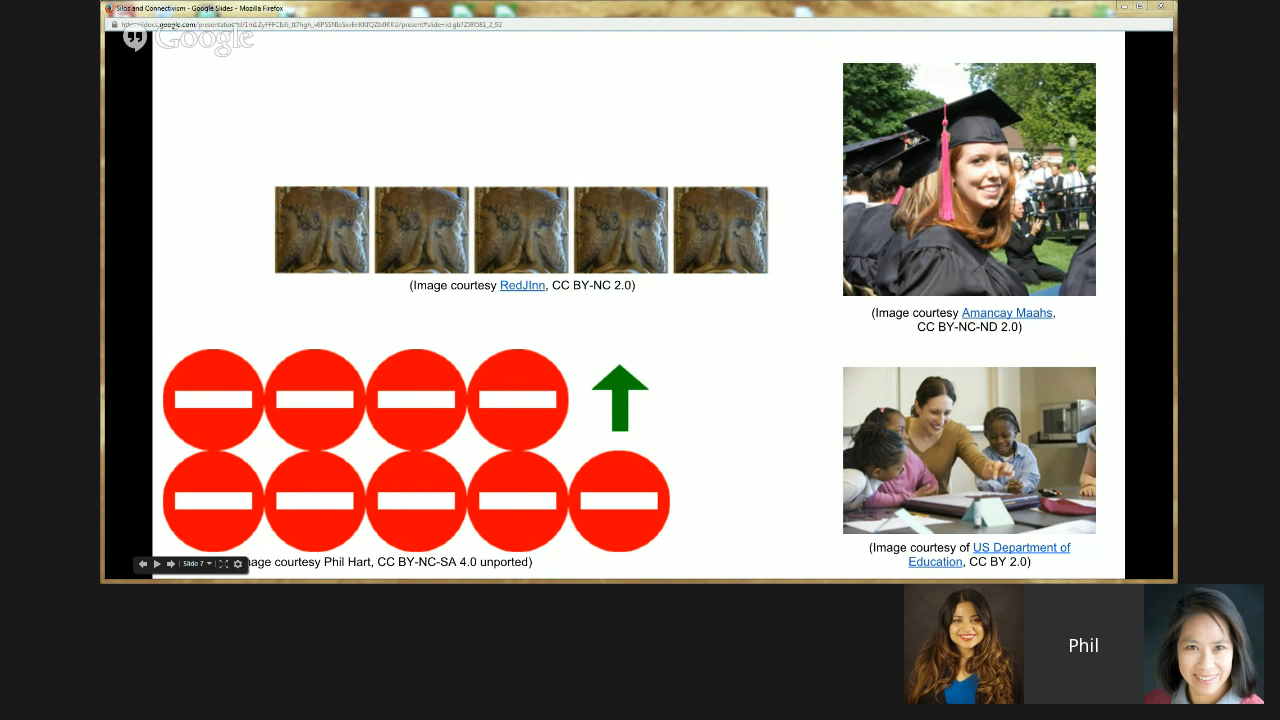 Silos and Connectivism - Google Slides - Mozilla Firefox
Google
(Image courtesy RedJInn, CC BY-NC 2.0)
(Image courtesy Amancay Maahs,
CC BY-NC-ND 2.0)
mage courtesy Phil Hart, CC BY-NC-SA 4.0 unported)
Slide 7
(Image courtesy of US Department of
Education, CC BY 2.0)
Phil